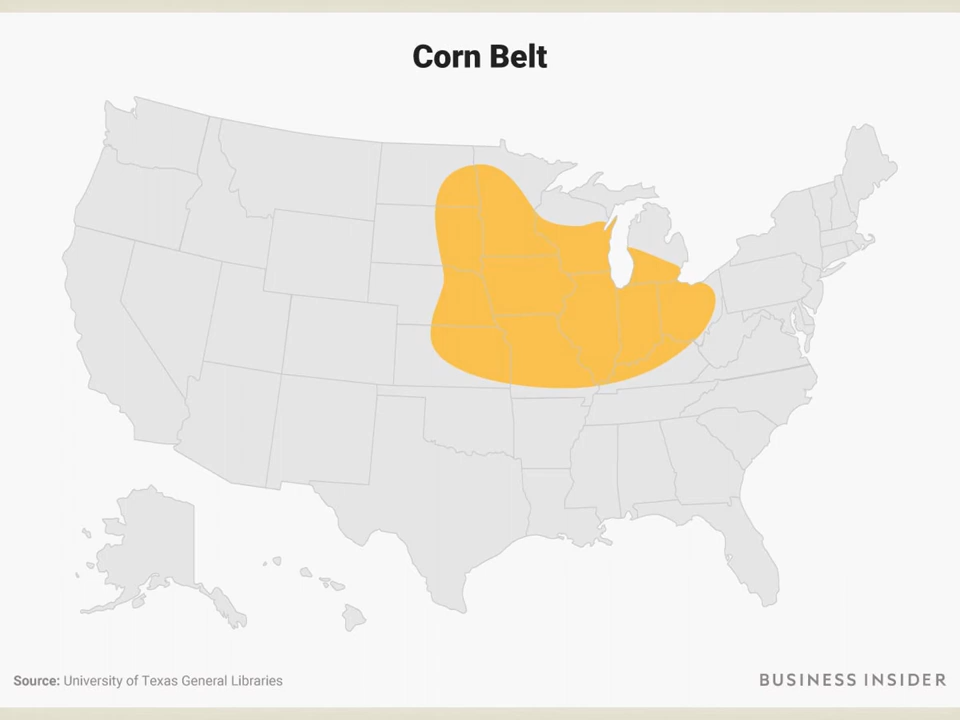 Corn Belt
Source: University of Texas General Libraries
BUSINESS INSIDER